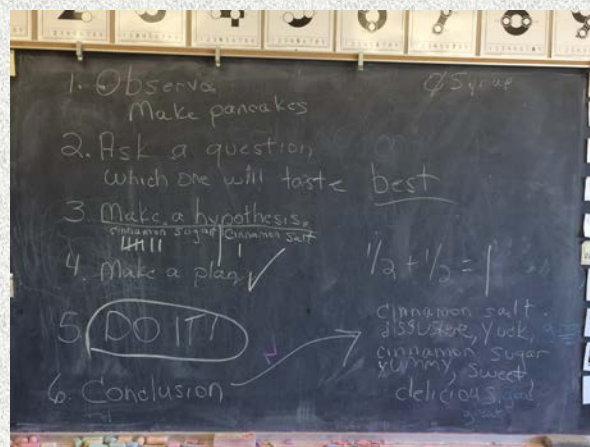 1. Observe
Make pancakes
Ø Syrup
2. Ask a question
which one will taste best
3. Make a hypothesis.
cinnamon sugar | cinnamon salt
4. Make a plan ✓
1/2 + 1/2 = 1
5. DO IT!
6. Conclusion
cinnamon salt
yuck,
cinnamon sugar
yummy, sweet
delicious,